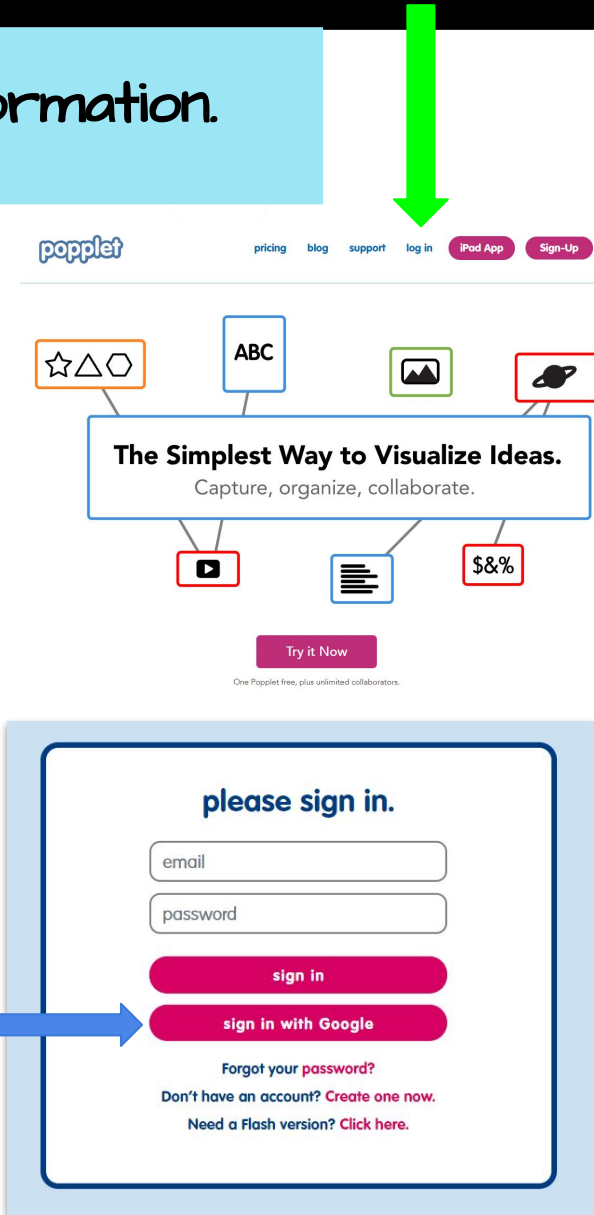 ormation.
popplet
pricing blog support log in iPad App Sign-Up
ABC
The Simplest Way to Visualize Ideas.
Capture, organize, collaborate.
$&%
Try it Now
One Popplet free, plus unlimited collaborators.
please sign in.
email
password
sign in
sign in with Google
Forgot your password?
Don't have an account? Create one now.
Need a Flash version? Click here.